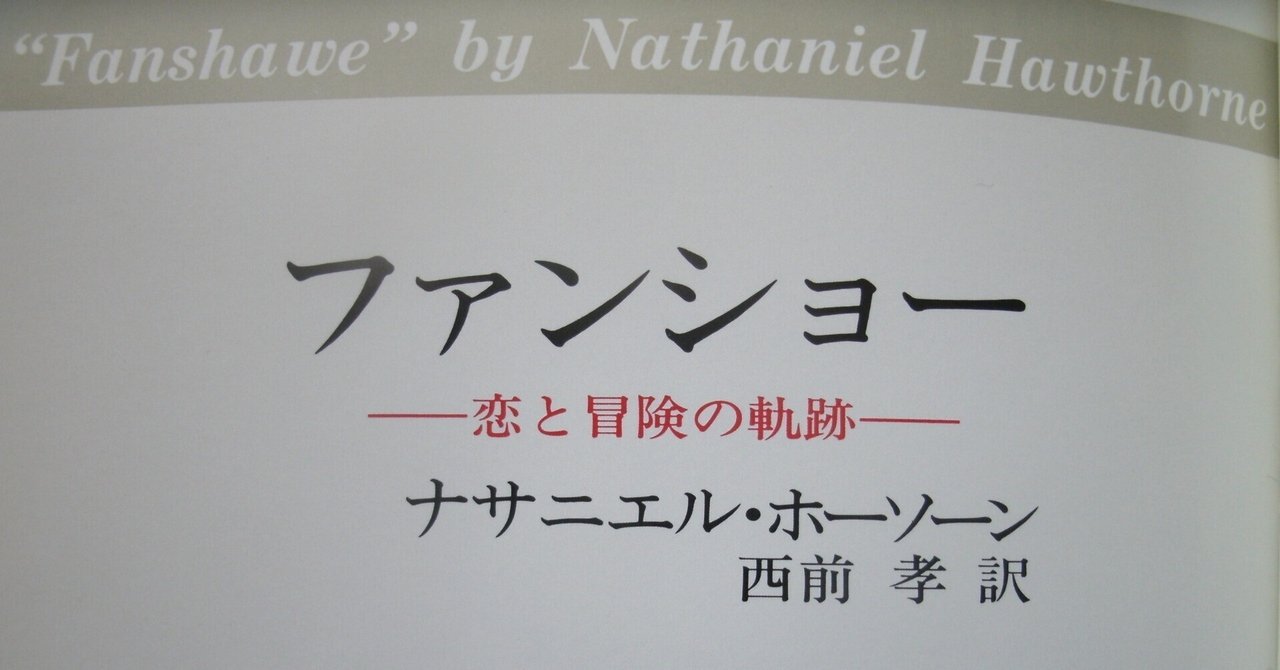 “Fanshawe” by Nathaniel Hawthorne
ファンショー
——恋と冒険の軌跡——
ナサニエル・ホーソーン
西前 孝 訳